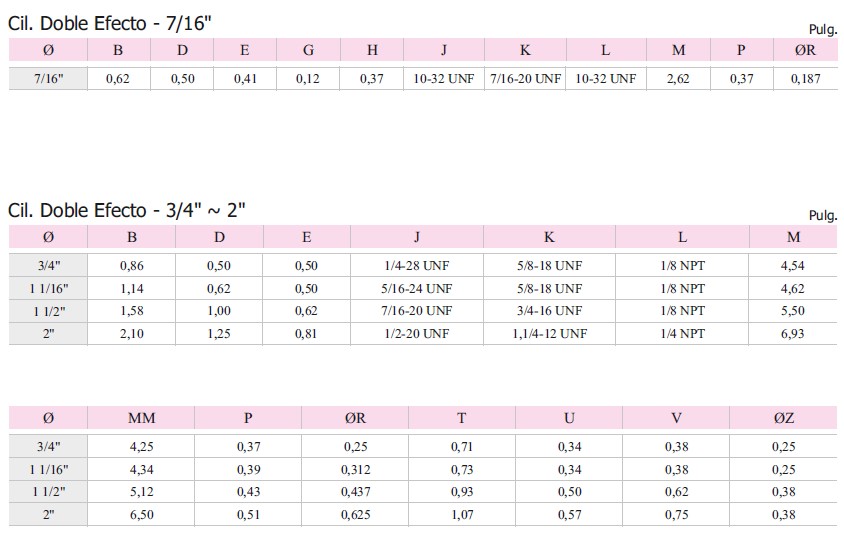 Cil. Doble Efecto - 7/16"
Pulg.
Ø B D E G H J K L M P ØR
7/16" 0,62 0,50 0,41 0,12 0,37 10-32 UNF 7/16-20 UNF 10-32 UNF 2,62 0,37 0,187
Cil. Doble Efecto - 3/4" ~ 2"
Pulg.
Ø B D E J K L M
3/4" 0,86 0,50 0,50 1/4-28 UNF 5/8-18 UNF 1/8 NPT 4,54
1 1/16" 1,14 0,62 0,50 5/16-24 UNF 5/8-18 UNF 1/8 NPT 4,62
1 1/2" 1,58 1,00 0,62 7/16-20 UNF 3/4-16 UNF 1/8 NPT 5,50
2" 2,10 1,25 0,81 1/2-20 UNF 1,1/4-12 UNF 1/4 NPT 6,93
Ø MM P ØR T U V ØZ
3/4" 4,25 0,37 0,25 0,71 0,34 0,38 0,25
1 1/16" 4,34 0,39 0,312 0,73 0,34 0,38 0,25
1 1/2" 5,12 0,43 0,437 0,93 0,50 0,62 0,38
2" 6,50 0,51 0,625 1,07 0,57 0,75 0,38